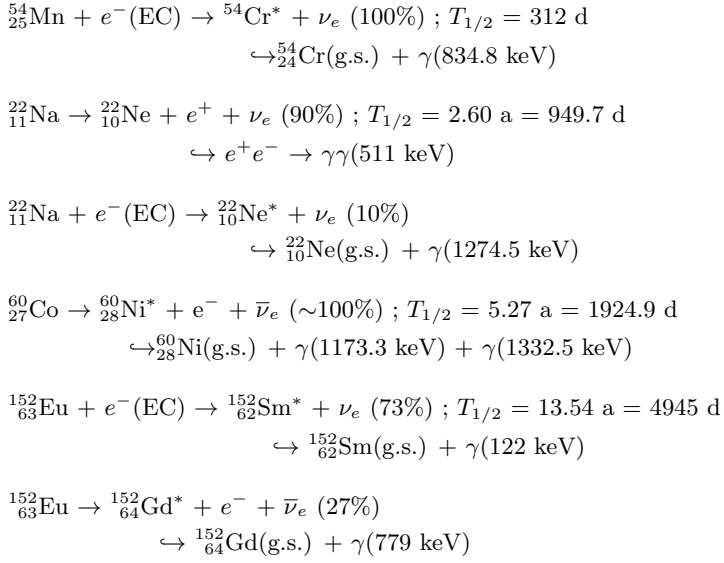 ⁵⁴₂₅Mn + e⁻(EC) → ⁵⁴Cr* + νₑ (100%) ; T₁/₂ = 312 d
↪⁵⁴₂₄Cr(g.s.) + γ(834.8 keV)
²²₁₁Na → ²²₁₀Ne + e⁺ + νₑ (90%) ; T₁/₂ = 2.60 a = 949.7 d
↪ e⁺e⁻ → γγ(511 keV)
²²₁₁Na + e⁻(EC) → ²²₁₀Ne* + νₑ (10%)
↪ ²²₁₀Ne(g.s.) + γ(1274.5 keV)
⁶⁰₂₇Co → ⁶⁰₂₈Ni* + e⁻ + ν̅ₑ (∼100%) ; T₁/₂ = 5.27 a = 1924.9 d
↪⁶⁰₂₈Ni(g.s.) + γ(1173.3 keV) + γ(1332.5 keV)
¹⁵²₆₃Eu + e⁻(EC) → ¹⁵²₆₂Sm* + νₑ (73%) ; T₁/₂ = 13.54 a = 4945 d
↪ ¹⁵²₆₂Sm(g.s.) + γ(122 keV)
¹⁵²₆₃Eu → ¹⁵²₆₄Gd* + e⁻ + ν̅ₑ (27%)
↪ ¹⁵²₆₄Gd(g.s.) + γ(779 keV)